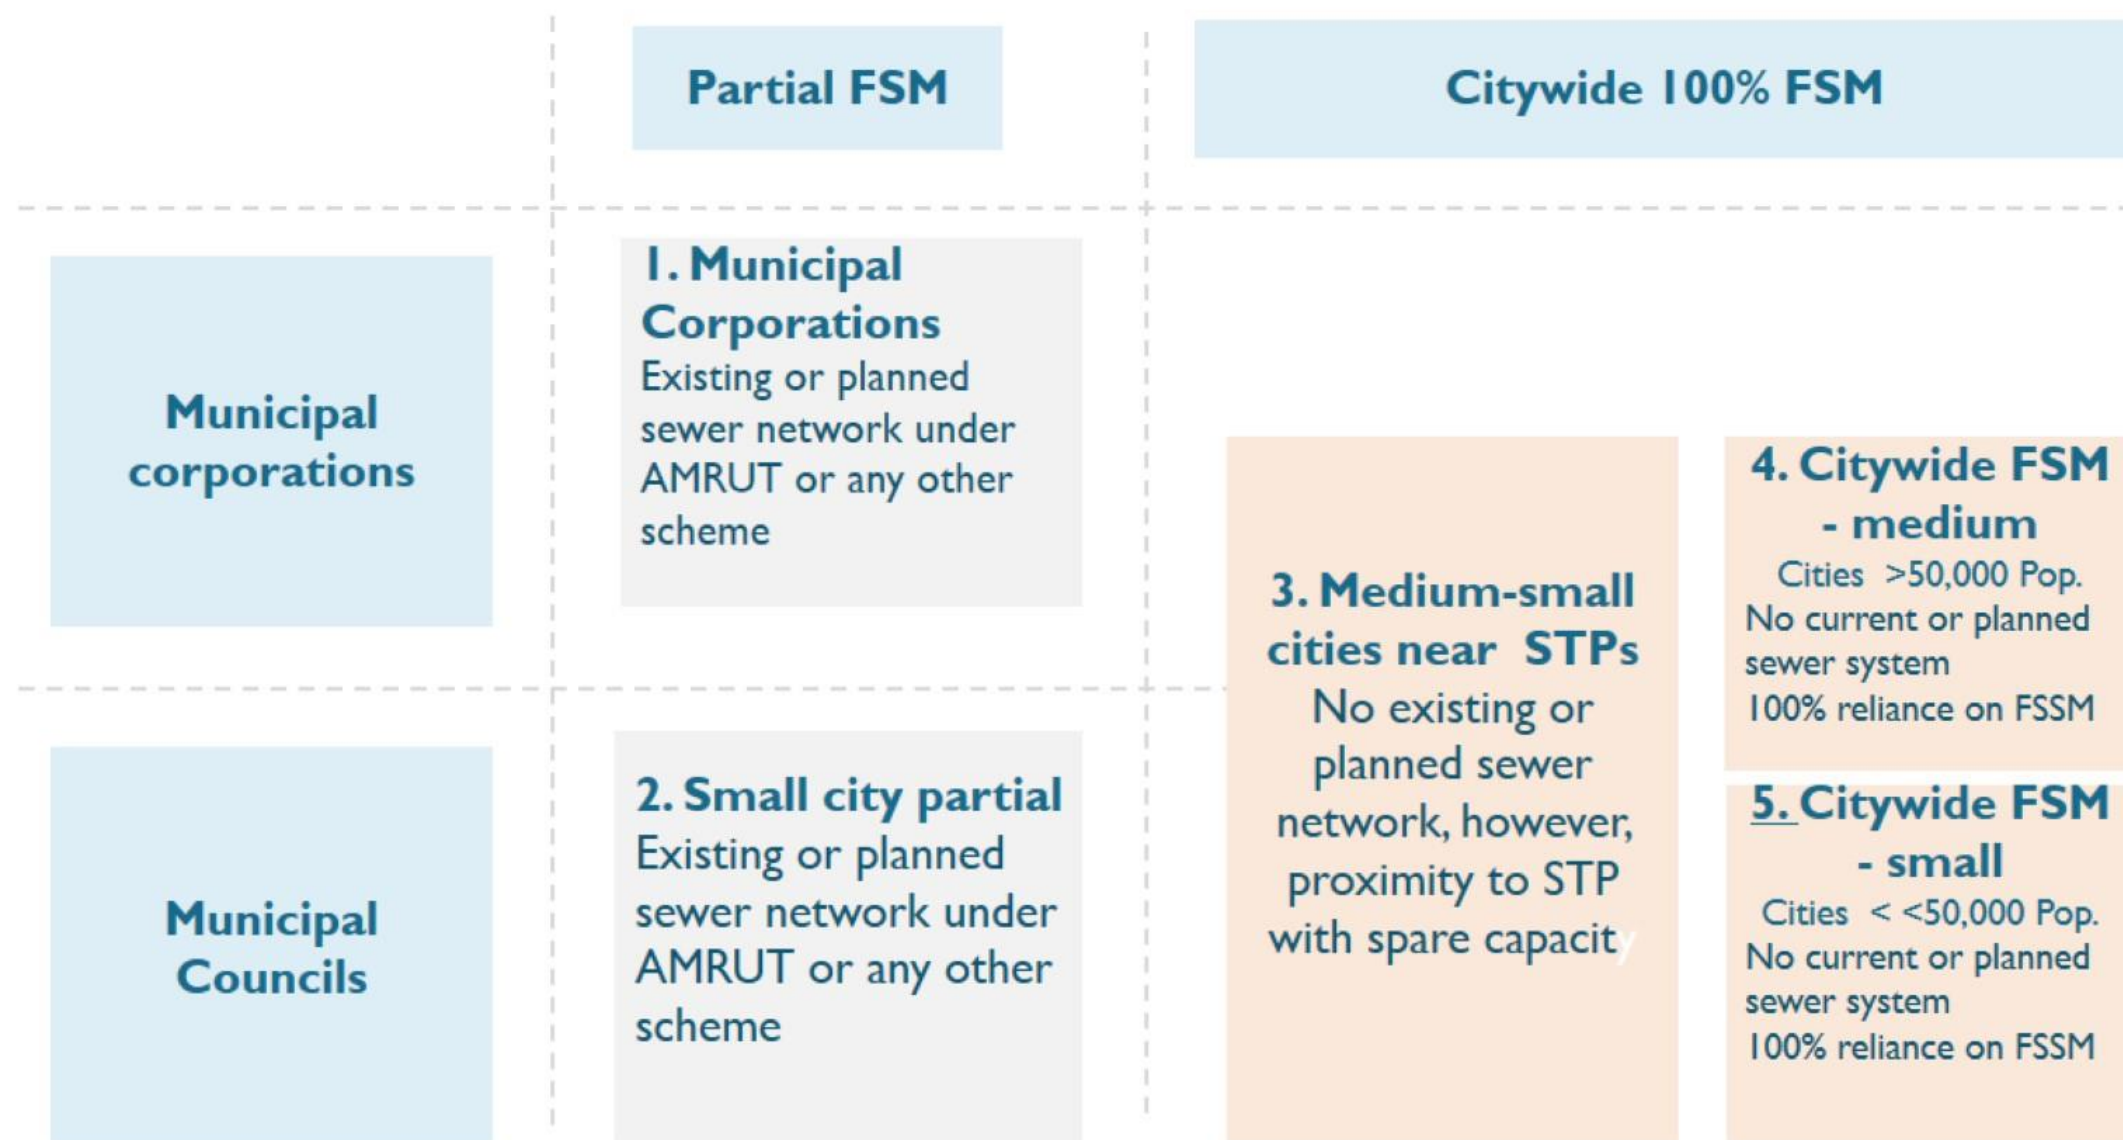 Partial FSM
Citywide 100% FSM
Municipal
corporations
1. Municipal
Corporations
Existing or planned
sewer network under
AMRUT or any other
scheme
3. Medium-small
cities near STPs
No existing or
planned sewer
network, however,
proximity to STP
with spare capacity
4. Citywide FSM
- medium
Cities >50,000 Pop.
No current or planned
sewer system
100% reliance on FSSM
Municipal
Councils
2. Small city partial
Existing or planned
sewer network under
AMRUT or any other
scheme
5. Citywide FSM
- small
Cities < <50,000 Pop.
No current or planned
sewer system
100% reliance on FSSM